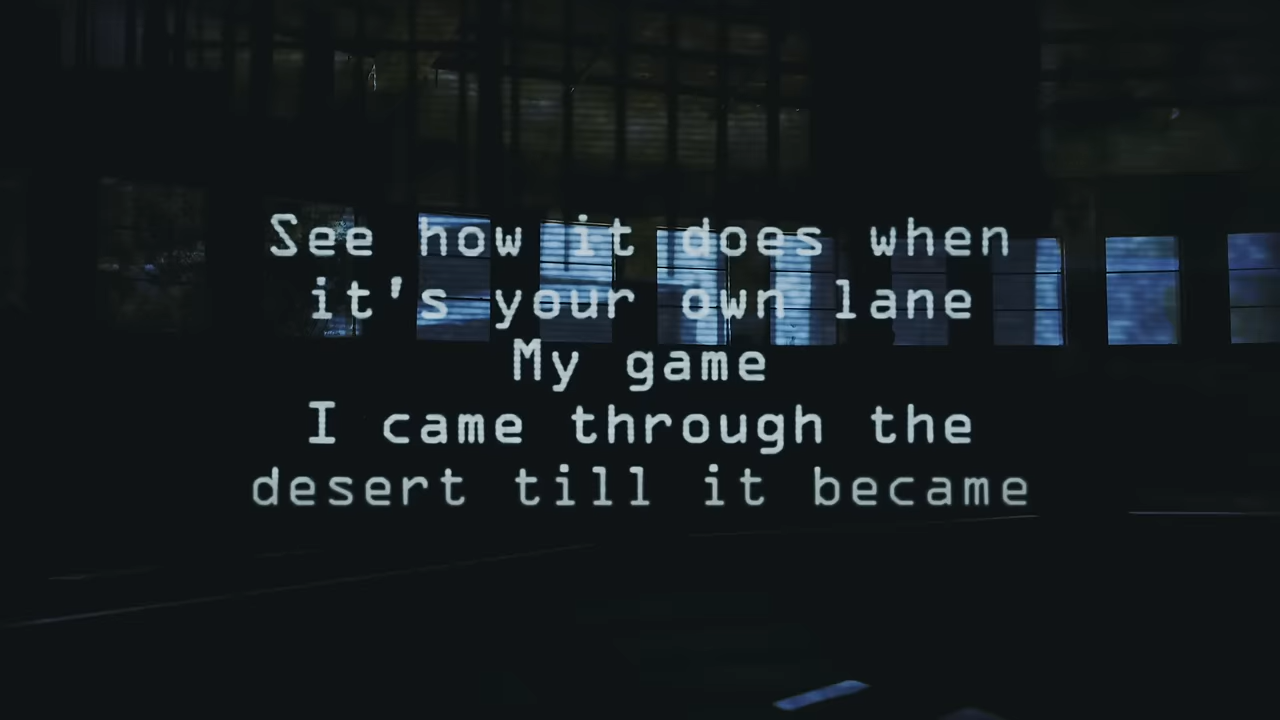 See how it does when
it's your own lane
My game
I came through the
desert till it became